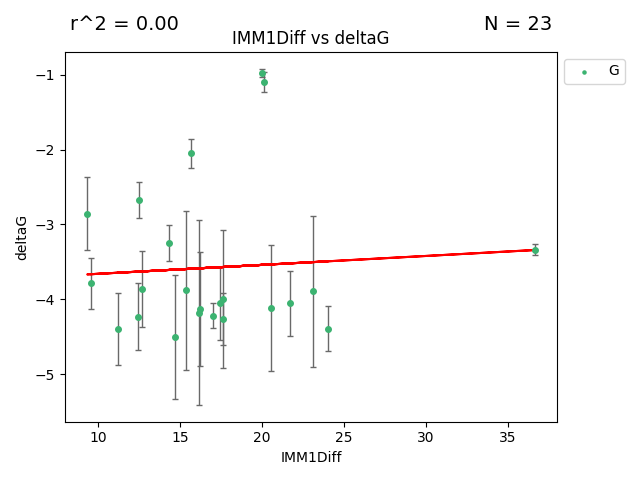 r^2 = 0.00
N = 23
IMM1Diff vs deltaG
G
−1
−2
−3
−4
−5
deltaG
10
15
20
25
30
35
IMM1Diff